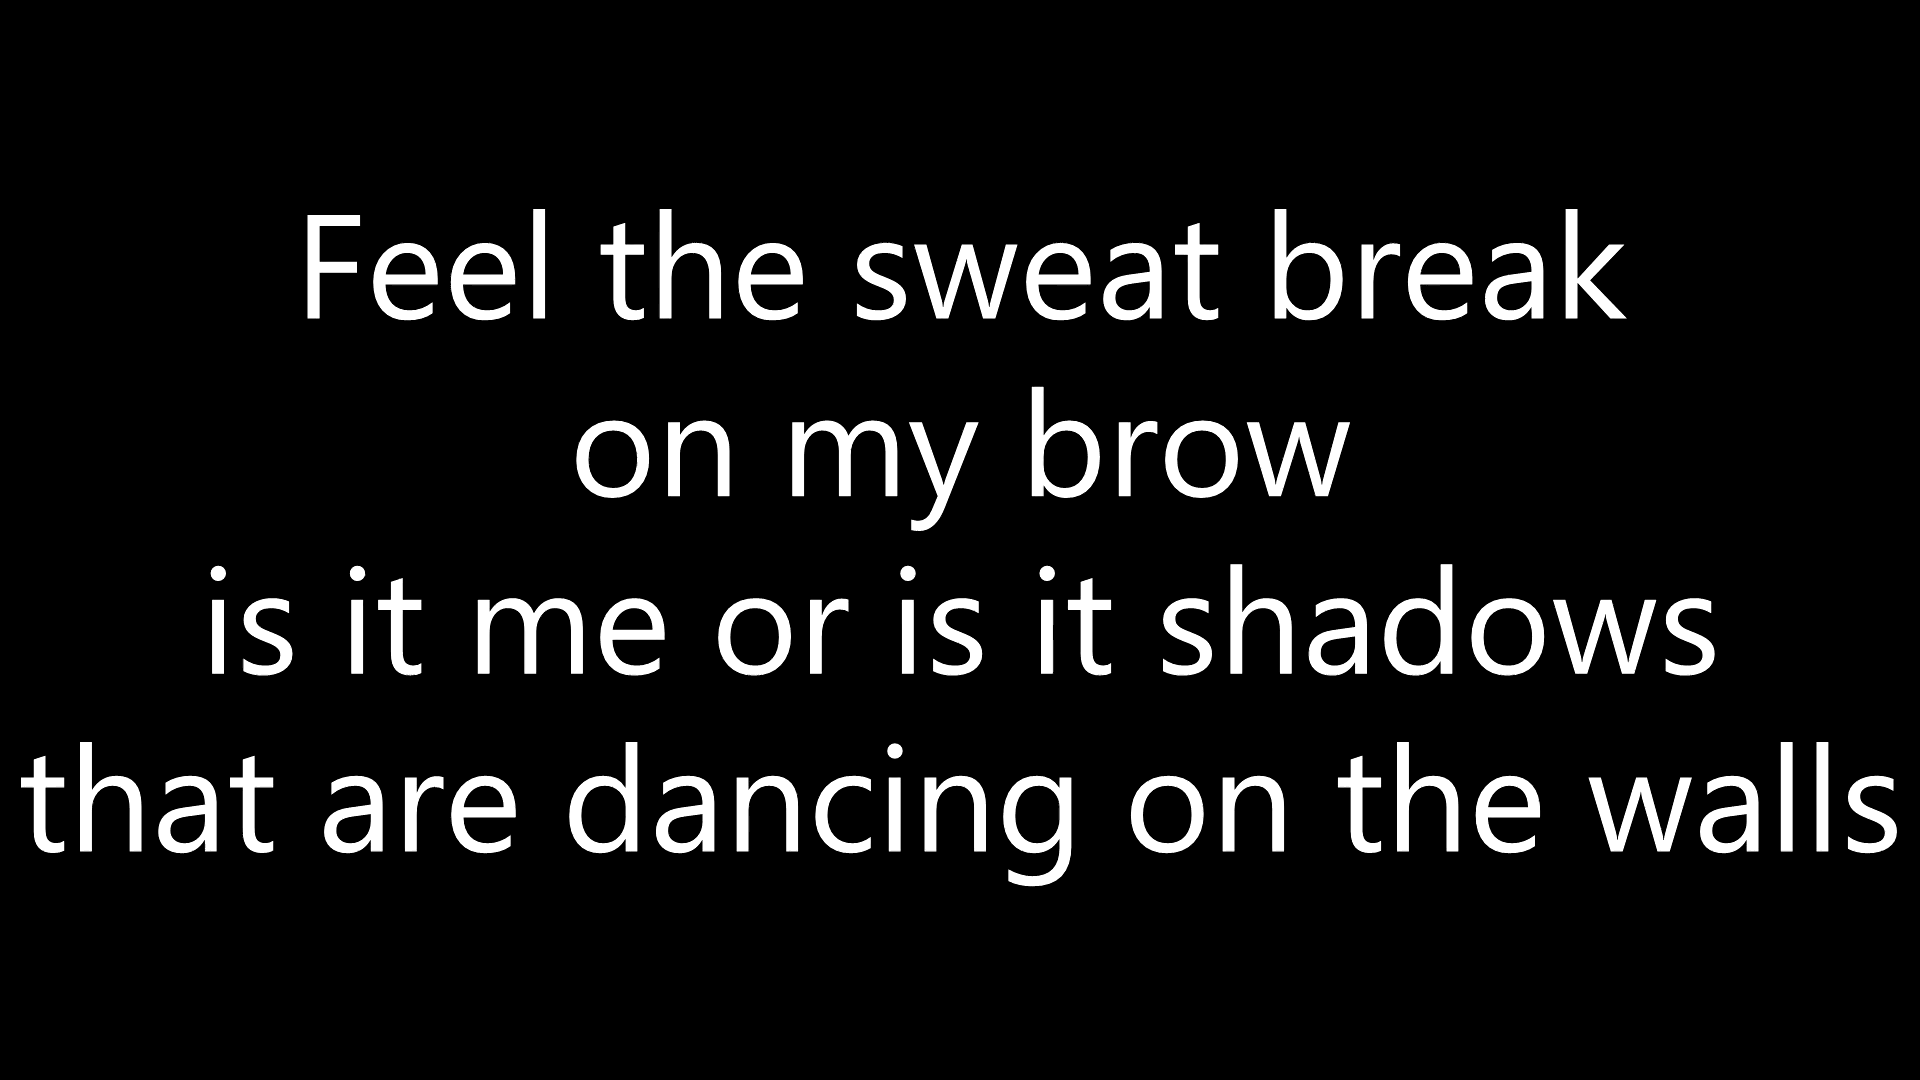 Feel the sweat break
on my brow
is it me or is it shadows
that are dancing on the walls